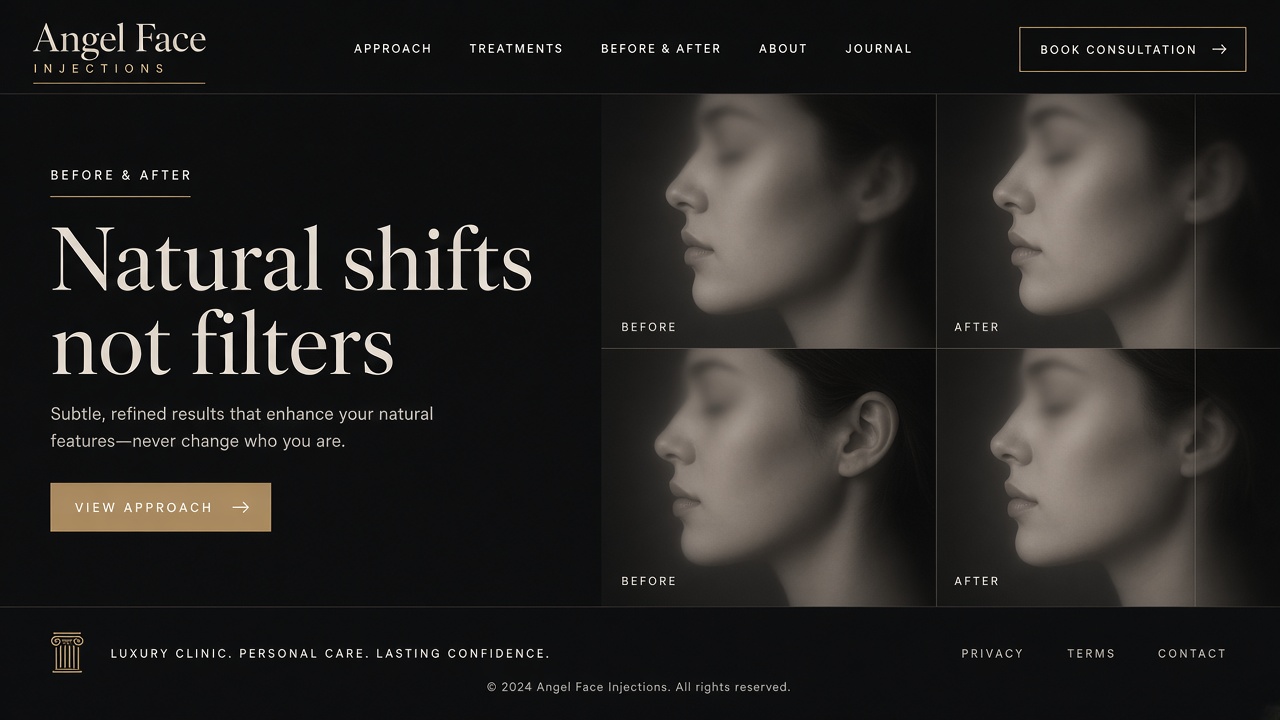 Angel Face
INJECTIONS
APPROACH
TREATMENTS
BEFORE & AFTER
ABOUT
JOURNAL
BOOK CONSULTATION →
BEFORE & AFTER
Natural shifts
not filters
Subtle, refined results that enhance your natural
features—never change who you are.
VIEW APPROACH →
BEFORE
AFTER
BEFORE
AFTER
LUXURY CLINIC. PERSONAL CARE. LASTING CONFIDENCE.
PRIVACY
TERMS
CONTACT
© 2024 Angel Face Injections. All rights reserved.